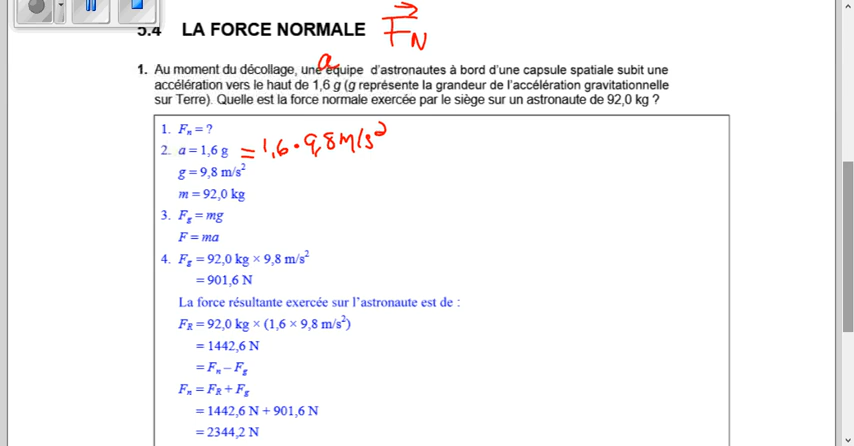 5.4 LA FORCE NORMALE F⃗N
1. Au moment du décollage, une équipe d'astronautes à bord d'une capsule spatiale subit une
a
accélération vers le haut de 1,6 g (g représente la grandeur de l'accélération gravitationnelle
sur Terre). Quelle est la force normale exercée par le siège sur un astronaute de 92,0 kg ?
1. Fn = ?
2. a = 1,6 g = 1,6 • 9,8 m/s²
g = 9,8 m/s²
m = 92,0 kg
3. Fg = mg
F = ma
4. Fg = 92,0 kg × 9,8 m/s²
= 901,6 N
La force résultante exercée sur l'astronaute est de :
FR = 92,0 kg × (1,6 × 9,8 m/s²)
= 1442,6 N
= Fn – Fg
Fn = FR + Fg
= 1442,6 N + 901,6 N
= 2344,2 N